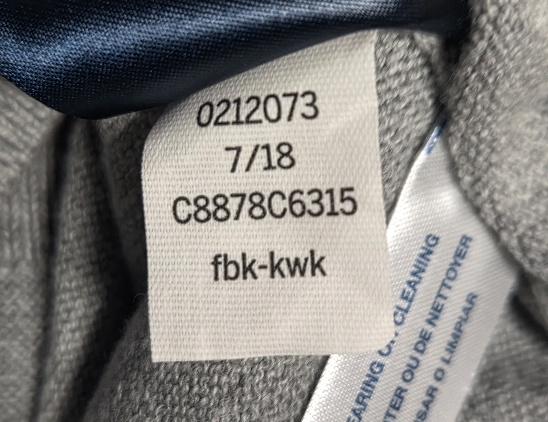 0212073
7/18
C8878C6315
fbk-kwk
CLEANING
OU DE NETTOYER
O LIMPIAR